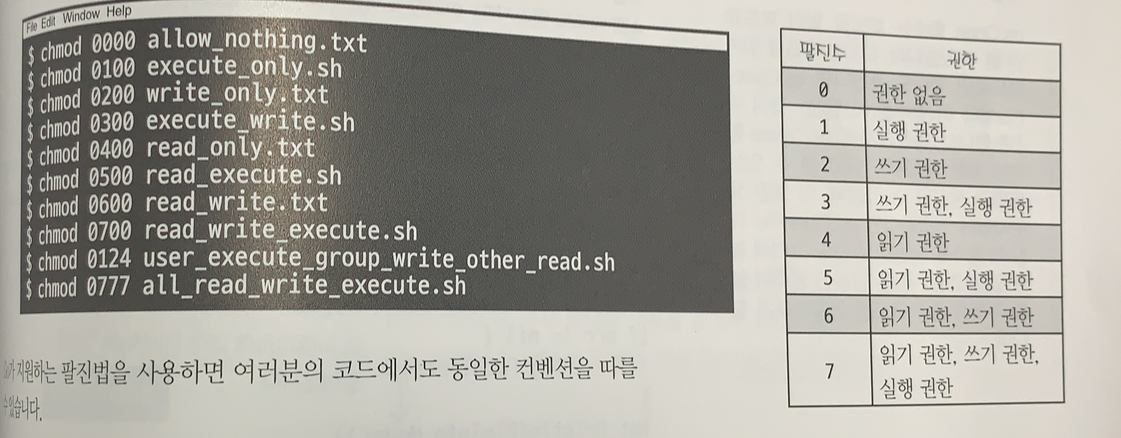 File Edit Window Help
$ chmod 0000 allow_nothing.txt
$ chmod 0100 execute_only.sh
$ chmod 0200 write_only.txt
$ chmod 0300 execute_write.sh
$ chmod 0400 read_only.txt
$ chmod 0500 read_execute.sh
$ chmod 0600 read_write.txt
$ chmod 0700 read_write_execute.sh
$ chmod 0124 user_execute_group_write_other_read.sh
$ chmod 0777 all_read_write_execute.sh
지원하는 팔진법을 사용하면 여러분의 코드에서도 동일한 컨벤션을 따를
수 있습니다.
팔진수 권한
0 권한 없음
1 실행 권한
2 쓰기 권한
3 쓰기 권한, 실행 권한
4 읽기 권한
5 읽기 권한, 실행 권한
6 읽기 권한, 쓰기 권한
7 읽기 권한, 쓰기 권한,
실행 권한